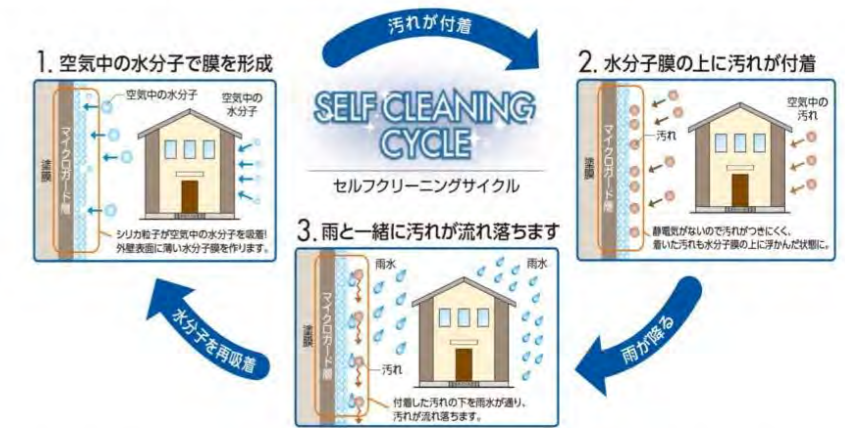 汚れが付着
1. 空気中の水分子で膜を形成
空気中の水分子
空気中の
水分子
マイクロガード層
塗膜
シリカ粒子が空気中の水分子を吸着!
外壁表面に薄い水分子膜を作ります。
SELF CLEANING
CYCLE
セルフクリーニングサイクル
2. 水分子膜の上に汚れが付着
空気中の
汚れ
汚れ
マイクロガード層
塗膜
静電気がないので汚れがつきにくく、
着いた汚れも水分子膜の上に浮かんだ状態に。
雨が降る
3. 雨と一緒に汚れが流れ落ちます
雨水
雨水
マイクロガード層
塗膜
汚れ
付着した汚れの下を雨水が通り、
汚れが流れ落ちます。
水分子を再吸着